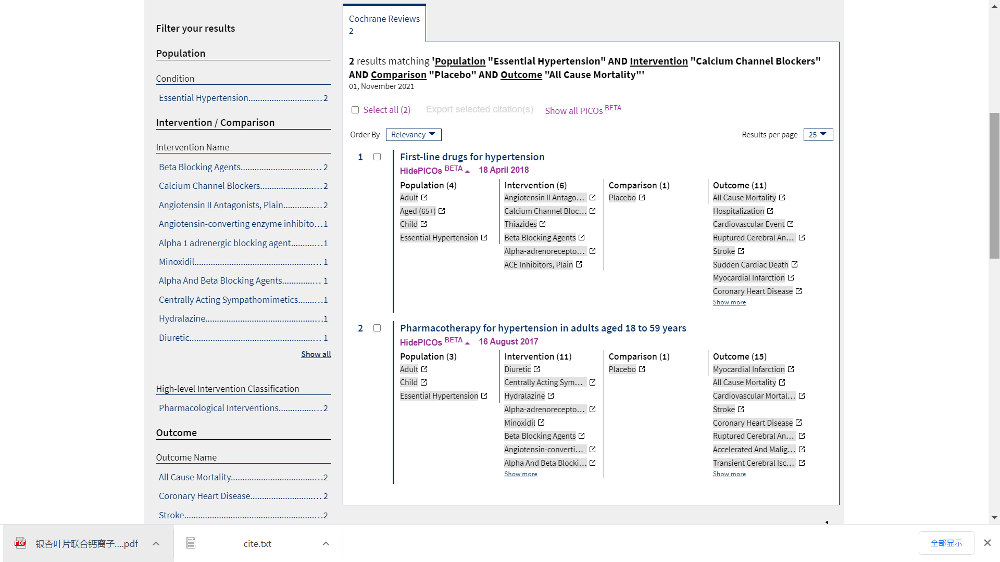 Filter your results
Population
Condition
Essential Hypertension.................................2
Intervention / Comparison
Intervention Name
Beta Blocking Agents.................................... 2
Calcium Channel Blockers............................2
Angiotensin II Antagonists, Plain.................2
Angiotensin-converting enzyme inhibito...1
Alpha 1 adrenergic blocking agent..............1
Minoxidil....................................................... 1
Alpha And Beta Blocking Agents................. 1
Centrally Acting Sympathomimetics..........1
Hydralazine....................................................1
Diuretic.......................................................... 1
Show all
High-level Intervention Classification
Pharmacological Interventions....................2
Outcome
Outcome Name
All Cause Mortality........................................2
Coronary Heart Disease................................ 2
Stroke.............................................................2
Cochrane Reviews
2
2 results matching 'Population "Essential Hypertension" AND Intervention "Calcium Channel Blockers"
AND Comparison "Placebo" AND Outcome "All Cause Mortality"'
01, November 2021
Select all (2) Export selected citation(s) Show all PICOs BETA
Order By Relevancy Results per page 25
1 First-line drugs for hypertension
HidePICOs BETA 18 April 2018
Population (4)
Adult
Aged (65+)
Child
Essential Hypertension
Intervention (6)
Angiotensin II Antago...
Calcium Channel Bloc...
Thiazides
Beta Blocking Agents
Alpha-adrenorecepto...
ACE Inhibitors, Plain
Comparison (1)
Placebo
Outcome (11)
All Cause Mortality
Hospitalization
Cardiovascular Event
Ruptured Cerebral An...
Stroke
Sudden Cardiac Death
Myocardial Infarction
Coronary Heart Disease
Show more
2 Pharmacotherapy for hypertension in adults aged 18 to 59 years
HidePICOs BETA 16 August 2017
Population (3)
Adult
Child
Essential Hypertension
Intervention (11)
Diuretic
Centrally Acting Sym...
Hydralazine
Alpha-adrenorecepto...
Minoxidil
Beta Blocking Agents
Angiotensin-converti...
Alpha And Beta Blocki...
Show more
Comparison (1)
Placebo
Outcome (15)
Myocardial Infarction
All Cause Mortality
Cardiovascular Mortal...
Stroke
Coronary Heart Disease
Ruptured Cerebral An...
Accelerated And Malig...
Transient Cerebral Isc...
Show more
1
PDF 银杏叶片联合钙离子....pdf
cite.txt
全部显示